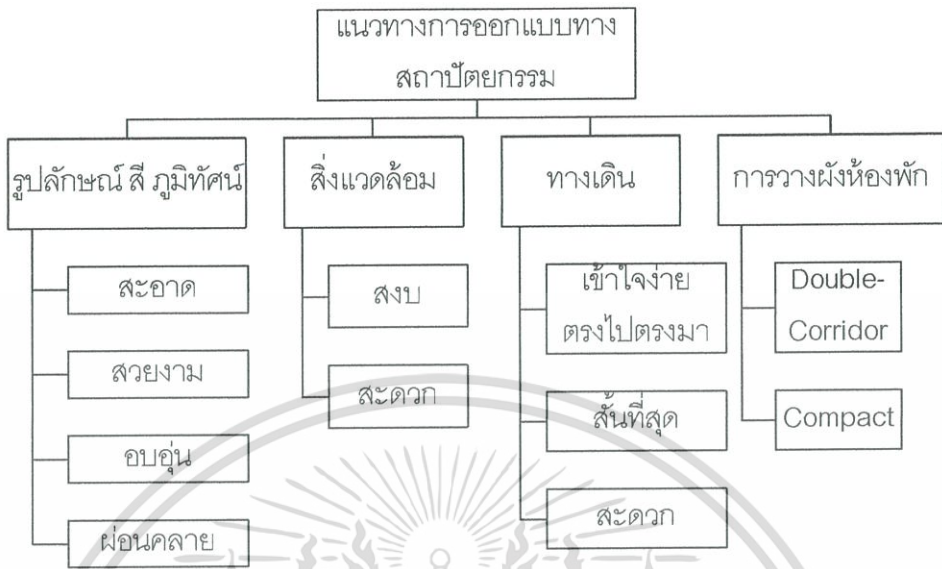 แนวทางการออกแบบทาง
สถาปัตยกรรม
รูปลักษณ์ สี ภูมิทัศน์
สะอาด
สวยงาม
อบอุ่น
ผ่อนคลาย
สิ่งแวดล้อม
สงบ
สะดวก
ทางเดิน
เข้าใจง่าย
ตรงไปตรงมา
สั้นที่สุด
สะดวก
การวางผังห้องพัก
Double-
Corridor
Compact